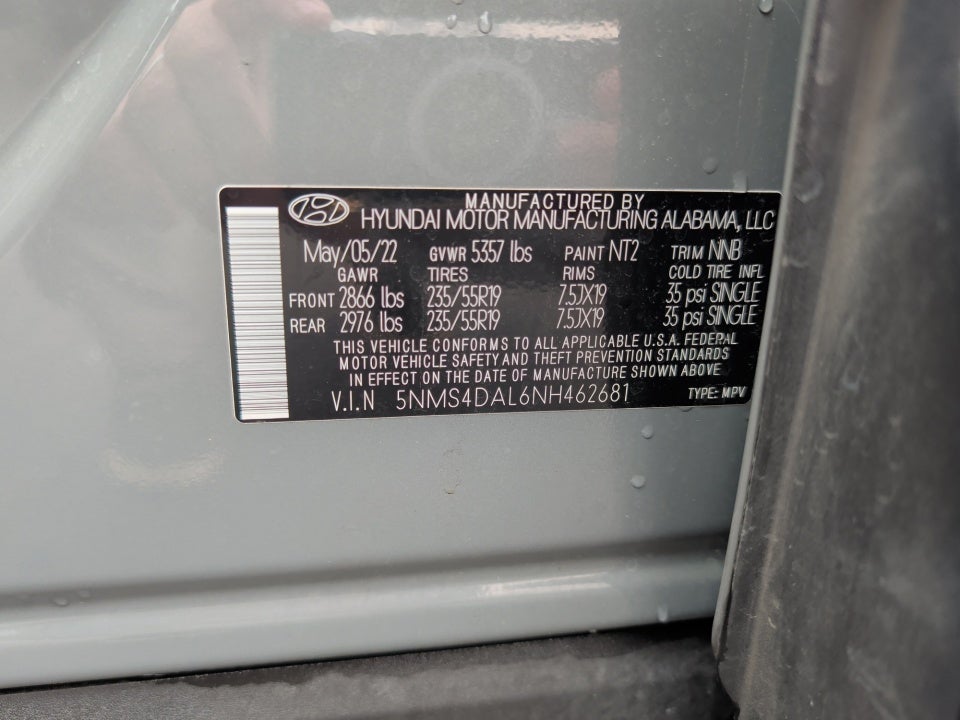 MANUFACTURED BY
HYUNDAI MOTOR MANUFACTURING ALABAMA, LLC
May/05/22 GVWR 5357 lbs PAINT NT2 TRIM NNB
GAWR TIRES RIMS COLD TIRE INFL
FRONT 2866 lbs 235/55R19 7.5JX19 35 psi SINGLE
REAR 2976 lbs 235/55R19 7.5JX19 35 psi SINGLE
THIS VEHICLE CONFORMS TO ALL APPLICABLE U.S.A. FEDERAL
MOTOR VEHICLE SAFETY AND THEFT PREVENTION STANDARDS
IN EFFECT ON THE DATE OF MANUFACTURE SHOWN ABOVE.
V.I.N 5NMS4DAL6NH462681 TYPE: MPV